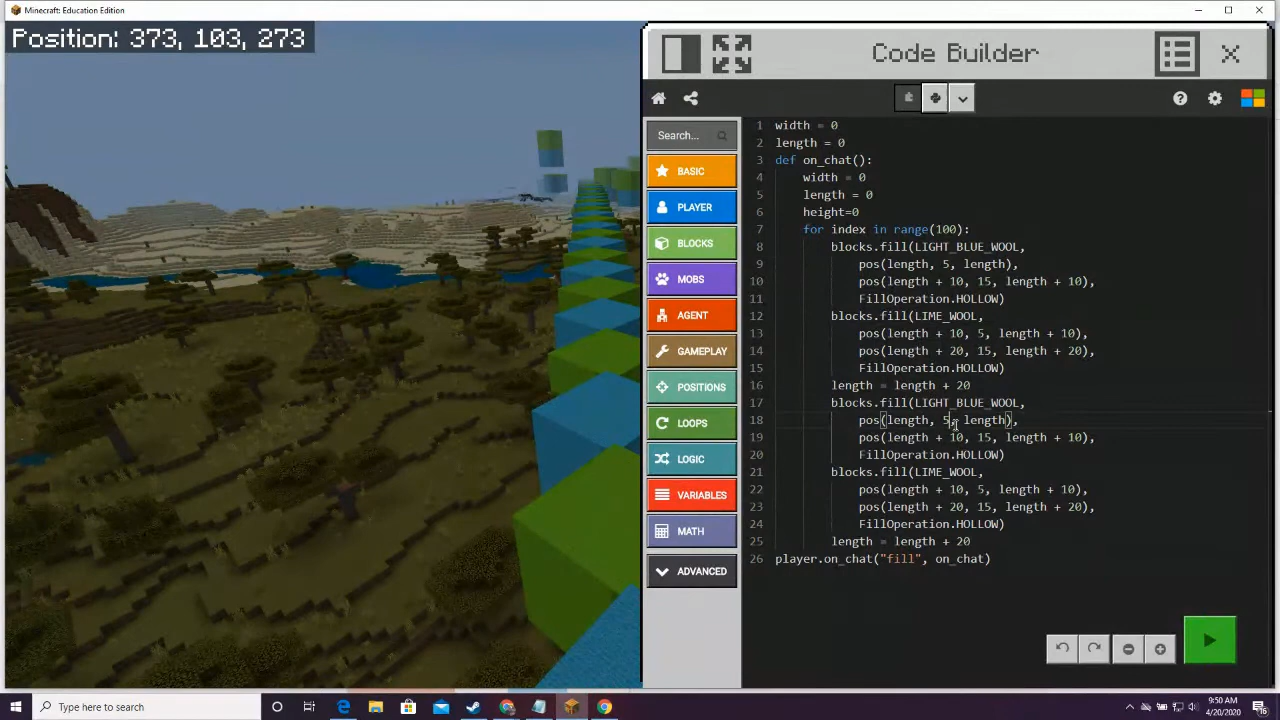 Minecraft: Education Edition
Position: 373, 103, 273
Code Builder
Search...
BASIC
PLAYER
BLOCKS
MOBS
AGENT
GAMEPLAY
POSITIONS
LOOPS
LOGIC
VARIABLES
MATH
ADVANCED
1 width = 0
2 length = 0
3 def on_chat():
4 width = 0
5 length = 0
6 height=0
7 for index in range(100):
8 blocks.fill(LIGHT_BLUE_WOOL,
9 pos(length, 5, length),
10 pos(length + 10, 15, length + 10),
11 FillOperation.HOLLOW)
12 blocks.fill(LIME_WOOL,
13 pos(length + 10, 5, length + 10),
14 pos(length + 20, 15, length + 20),
15 FillOperation.HOLLOW)
16 length = length + 20
17 blocks.fill(LIGHT_BLUE_WOOL,
18 pos(length, 5, length),
19 pos(length + 10, 15, length + 10),
20 FillOperation.HOLLOW)
21 blocks.fill(LIME_WOOL,
22 pos(length + 10, 5, length + 10),
23 pos(length + 20, 15, length + 20),
24 FillOperation.HOLLOW)
25 length = length + 20
26 player.on_chat("fill", on_chat)
Type here to search
9:50 AM
4/20/2020